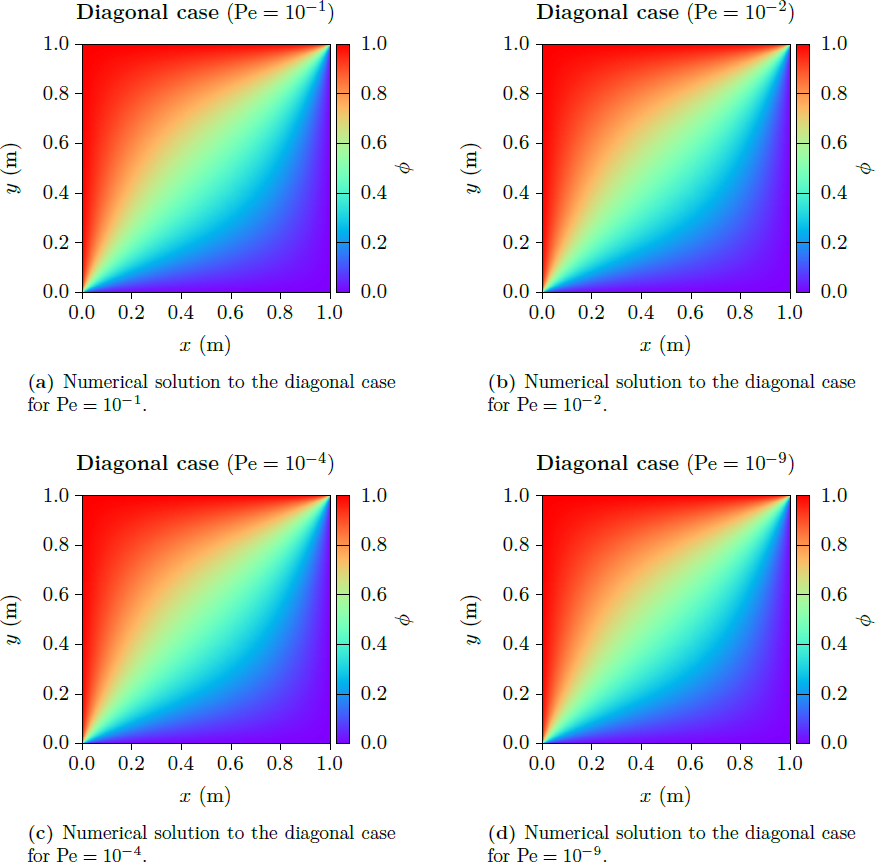 Diagonal case (Pe = 10⁻¹)
1.0
0.8
0.6
0.4
0.2
0.0
y (m)
0.0 0.2 0.4 0.6 0.8 1.0
x (m)
1.0
0.8
0.6
0.4
0.2
0.0
ϕ
(a) Numerical solution to the diagonal case
for Pe = 10⁻¹.
Diagonal case (Pe = 10⁻²)
1.0
0.8
0.6
0.4
0.2
0.0
y (m)
0.0 0.2 0.4 0.6 0.8 1.0
x (m)
1.0
0.8
0.6
0.4
0.2
0.0
ϕ
(b) Numerical solution to the diagonal case
for Pe = 10⁻².
Diagonal case (Pe = 10⁻⁴)
1.0
0.8
0.6
0.4
0.2
0.0
y (m)
0.0 0.2 0.4 0.6 0.8 1.0
x (m)
1.0
0.8
0.6
0.4
0.2
0.0
ϕ
(c) Numerical solution to the diagonal case
for Pe = 10⁻⁴.
Diagonal case (Pe = 10⁻⁹)
1.0
0.8
0.6
0.4
0.2
0.0
y (m)
0.0 0.2 0.4 0.6 0.8 1.0
x (m)
1.0
0.8
0.6
0.4
0.2
0.0
ϕ
(d) Numerical solution to the diagonal case
for Pe = 10⁻⁹.